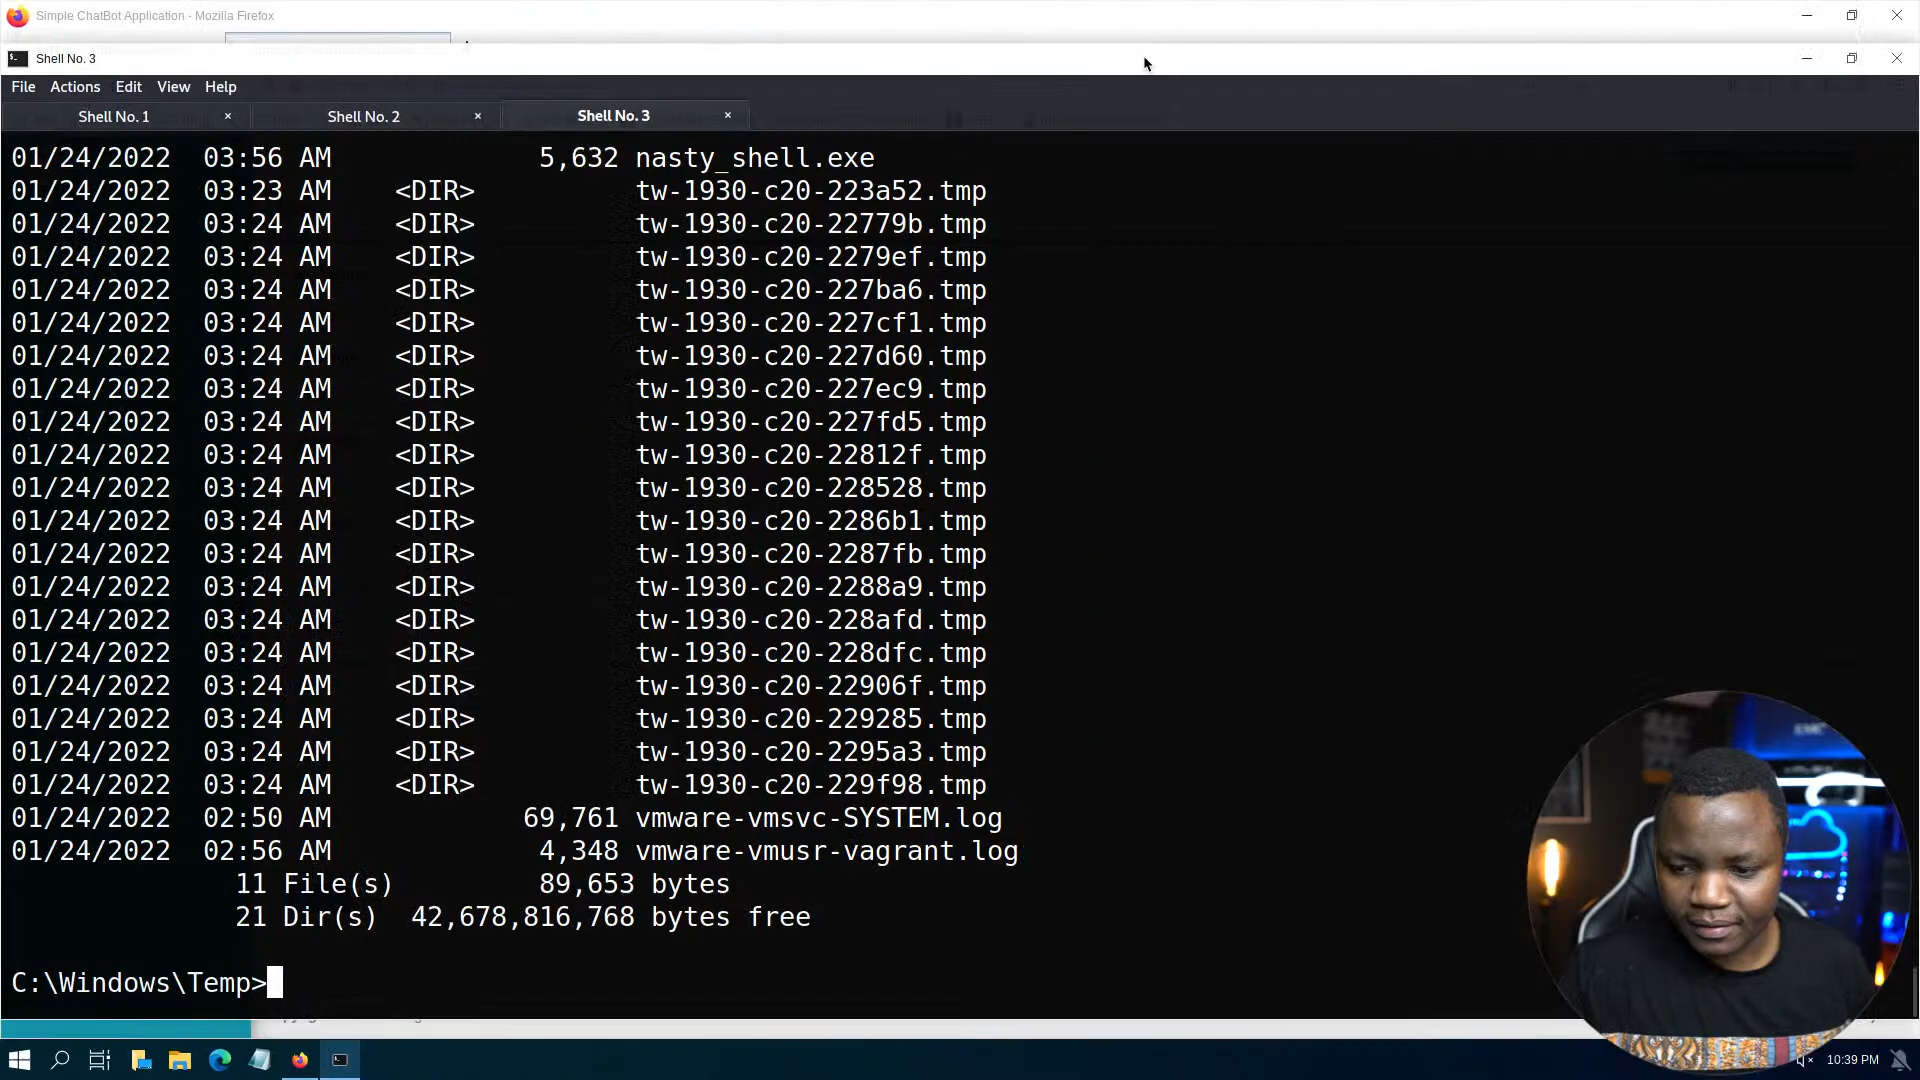 Simple ChatBot Application - Mozilla Firefox
Shell No. 3
File Actions Edit View Help
Shell No. 1 × Shell No. 2 × Shell No. 3 ×
01/24/2022 03:56 AM 5,632 nasty_shell.exe
01/24/2022 03:23 AM <DIR> tw-1930-c20-223a52.tmp
01/24/2022 03:24 AM <DIR> tw-1930-c20-22779b.tmp
01/24/2022 03:24 AM <DIR> tw-1930-c20-2279ef.tmp
01/24/2022 03:24 AM <DIR> tw-1930-c20-227ba6.tmp
01/24/2022 03:24 AM <DIR> tw-1930-c20-227cf1.tmp
01/24/2022 03:24 AM <DIR> tw-1930-c20-227d60.tmp
01/24/2022 03:24 AM <DIR> tw-1930-c20-227ec9.tmp
01/24/2022 03:24 AM <DIR> tw-1930-c20-227fd5.tmp
01/24/2022 03:24 AM <DIR> tw-1930-c20-22812f.tmp
01/24/2022 03:24 AM <DIR> tw-1930-c20-228528.tmp
01/24/2022 03:24 AM <DIR> tw-1930-c20-2286b1.tmp
01/24/2022 03:24 AM <DIR> tw-1930-c20-2287fb.tmp
01/24/2022 03:24 AM <DIR> tw-1930-c20-2288a9.tmp
01/24/2022 03:24 AM <DIR> tw-1930-c20-228afd.tmp
01/24/2022 03:24 AM <DIR> tw-1930-c20-228dfc.tmp
01/24/2022 03:24 AM <DIR> tw-1930-c20-22906f.tmp
01/24/2022 03:24 AM <DIR> tw-1930-c20-229285.tmp
01/24/2022 03:24 AM <DIR> tw-1930-c20-2295a3.tmp
01/24/2022 03:24 AM <DIR> tw-1930-c20-229f98.tmp
01/24/2022 02:50 AM 69,761 vmware-vmsvc-SYSTEM.log
01/24/2022 02:56 AM 4,348 vmware-vmusr-vagrant.log
11 File(s) 89,653 bytes
21 Dir(s) 42,678,816,768 bytes free
C:\Windows\Temp>
10:39 PM